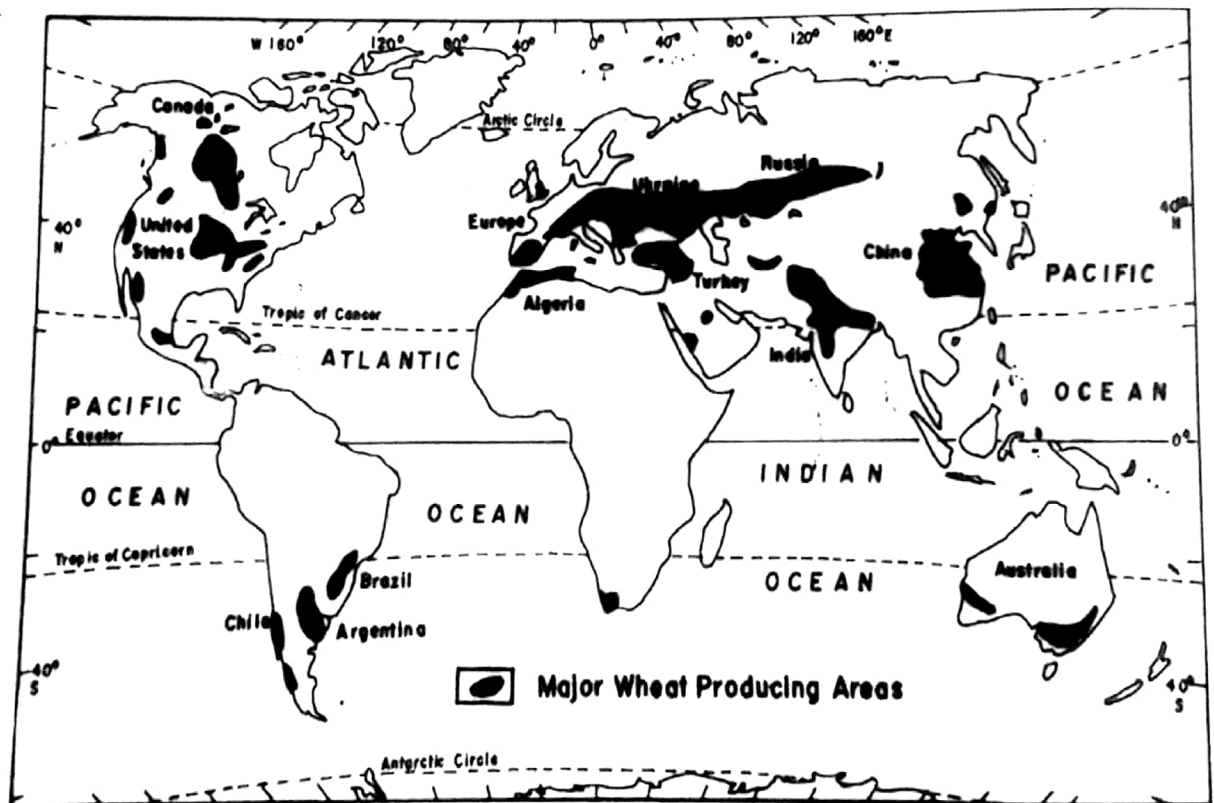 W 160° 120° 80° 40° 0° 40° 80° 120° 160°E
Canada
Arctic Circle
Russia
Ukraine
40°
N
United
States
Europe
China
40°
N
Turkey
PACIFIC
Algeria
Tropic of Cancer
India
ATLANTIC
PACIFIC
OCEAN
Equator
0°
0°
INDIAN
OCEAN
OCEAN
Tropic of Capricorn
OCEAN
Australia
Brazil
Chile
Argentina
40°
S
Major Wheat Producing Areas
40°
S
Antarctic Circle